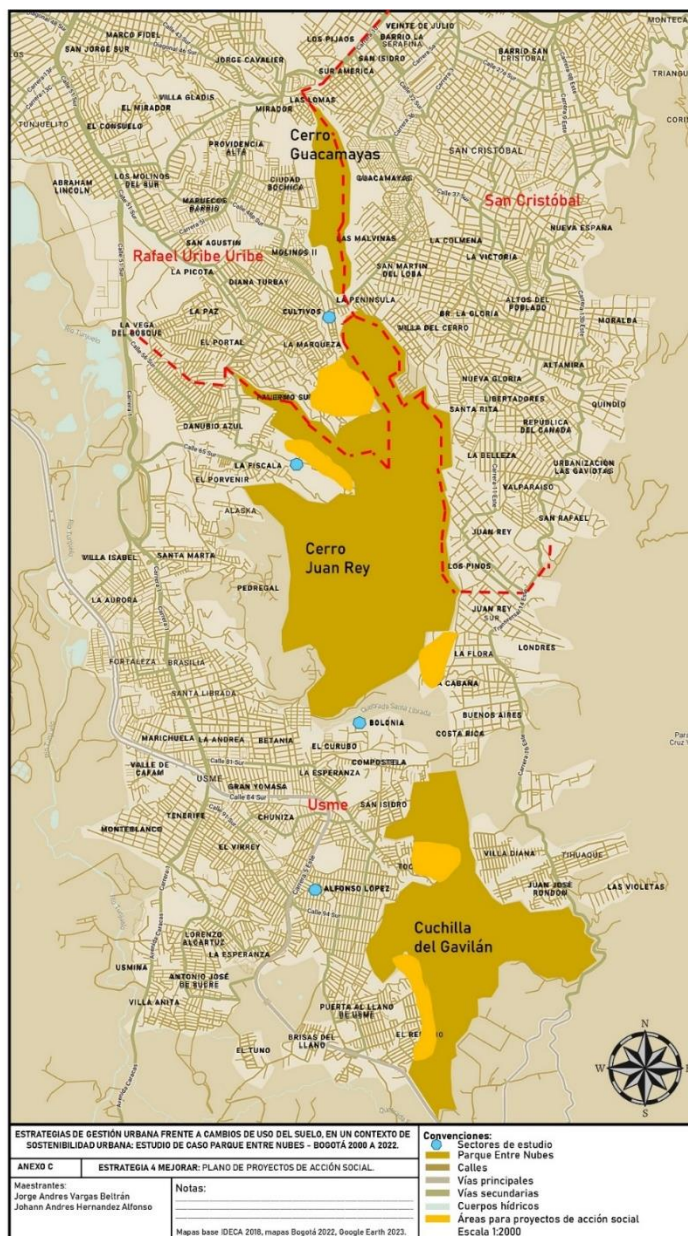 MARCO FIDEL
SAN JORGE SUR
JORGE CAVALIER
LOS PIJAOS
VEINTE DE JULIO
BARRIO LA
SERAFINA
SAN ISIDRO
SUR AMERICA
BARRIO SAN
CRISTÓBAL
VILLA GLADIS
EL MIRADOR
MIRADOR
LAS LOMAS
TUNJUELITO
EL CONSUELO
PROVIDENCIA
ALTA
Cerro
Guacamayas
SAN CRISTÓBAL
ABRAHAM
LINCOLN
LOS MOLINOS
DEL SUR
CIUDAD
BOCHICA
GUACAMAYAS
MARRUECOS
BARRIO
San Cristóbal
NUEVA ESPAÑA
SAN AGUSTIN
MOLINOS II
LAS MALVINAS
LA COLMENA
Rafael Uribe Uribe
LA PICOTA
DIANA TURBAY
SAN MARTIN
DEL LOBA
LA VICTORIA
LA PENINSULA
ALTOS DEL
POBLADO
LA PAZ
CULTIVOS
BR. LA GLORIA
MORALBA
LA VEGA
DEL BOSQUE
EL PORTAL
LA MARQUEZA
VILLA DEL CERRO
ALTAMIRA
NUEVA GLORIA
PALERMO SUR
LIBERTADORES
QUINDIO
SANTA RITA
DANUBIO AZUL
REPUBLICA
DEL CANADA
Calle 65 Sur
LA FISCALA
LA BELLEZA
URBANIZACION
LAS GAVIOTAS
EL PORVENIR
VALPARAISO
ALASKA
SAN RAFAEL
JUAN REY
Cerro
Juan Rey
VILLA ISABEL
SANTA MARTA
LOS PINOS
LA AURORA
PEDREGAL
JUAN REY
SUR
FORTALEZA
BRASILIA
LA FLORA
LONDRES
SANTA LIBRADA
A CABAÑA
Quebrada Santa Librada
BOLONIA
BUENOS AIRES
MARICHUELA
LA ANDREA
BETANIA
EL CURUBO
COSTA RICA
VALLE DE
CAFAM
USME
LA ESPERANZA
COMPOSTELA
GRAN YOMASA
Usme
SAN ISIDRO
TENERIFE
CHUNIZA
MONTEBLANCO
EL VIRREY
VILLA DIANA
TIHUAQUE
ALFONSO LOPEZ
JUAN JOSE
RONDON
LAS VIOLETAS
Cuchilla
del Gavilán
LORENZO
ALCARTUZ
LA ESPERANZA
USMINA
ANTONIO JOSÉ
DE SUCRE
VILLA ANITA
PUERTA AL LLANO
DE USME
BRISAS DEL
LLANO
EL TUNO
Avenida Caracas
N
W
S
ESTRATEGIAS DE GESTIÓN URBANA FRENTE A CAMBIOS DE USO DEL SUELO, EN UN CONTEXTO DE
SOSTENIBILIDAD URBANA: ESTUDIO DE CASO PARQUE ENTRE NUBES – BOGOTÁ 2000 A 2022.
ANEXO C
ESTRATEGIA 4 MEJORAR: PLANO DE PROYECTOS DE ACCIÓN SOCIAL.
Maestrantes:
Jorge Andres Vargas Beltrán
Johann Andres Hernandez Alfonso
Notas:
Mapas base IDECA 2018, mapas Bogotá 2022, Google Earth 2023.
Convenciones:
Sectores de estudio
Parque Entre Nubes
Calles
Vías principales
Vías secundarias
Cuerpos hídricos
Áreas para proyectos de acción social
Escala 1:2000